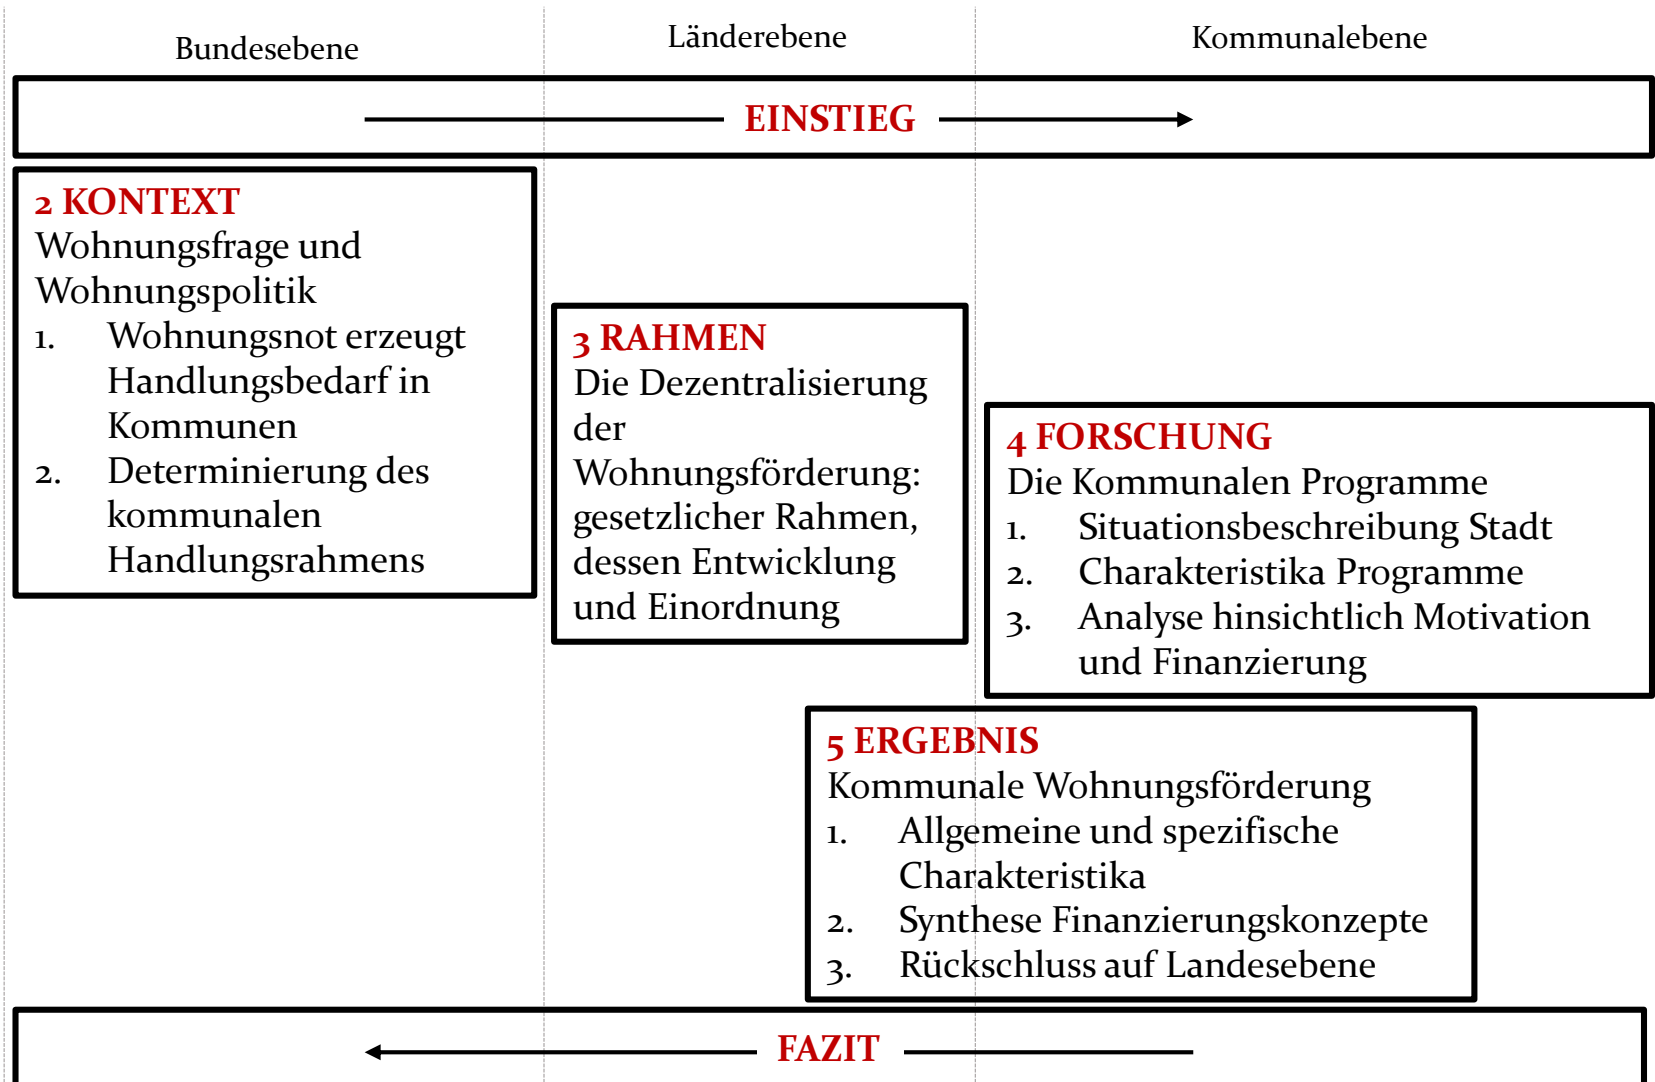 Bundesebene
Länderebene
Kommunalebene
EINSTIEG
2 KONTEXT
Wohnungsfrage und
Wohnungspolitik
1. Wohnungsnot erzeugt
Handlungsbedarf in
Kommunen
2. Determinierung des
kommunalen
Handlungsrahmens
3 RAHMEN
Die Dezentralisierung
der
Wohnungsförderung:
gesetzlicher Rahmen,
dessen Entwicklung
und Einordnung
4 FORSCHUNG
Die Kommunalen Programme
1. Situationsbeschreibung Stadt
2. Charakteristika Programme
3. Analyse hinsichtlich Motivation
und Finanzierung
5 ERGEBNIS
Kommunale Wohnungsförderung
1. Allgemeine und spezifische
Charakteristika
2. Synthese Finanzierungskonzepte
3. Rückschluss auf Landesebene
FAZIT